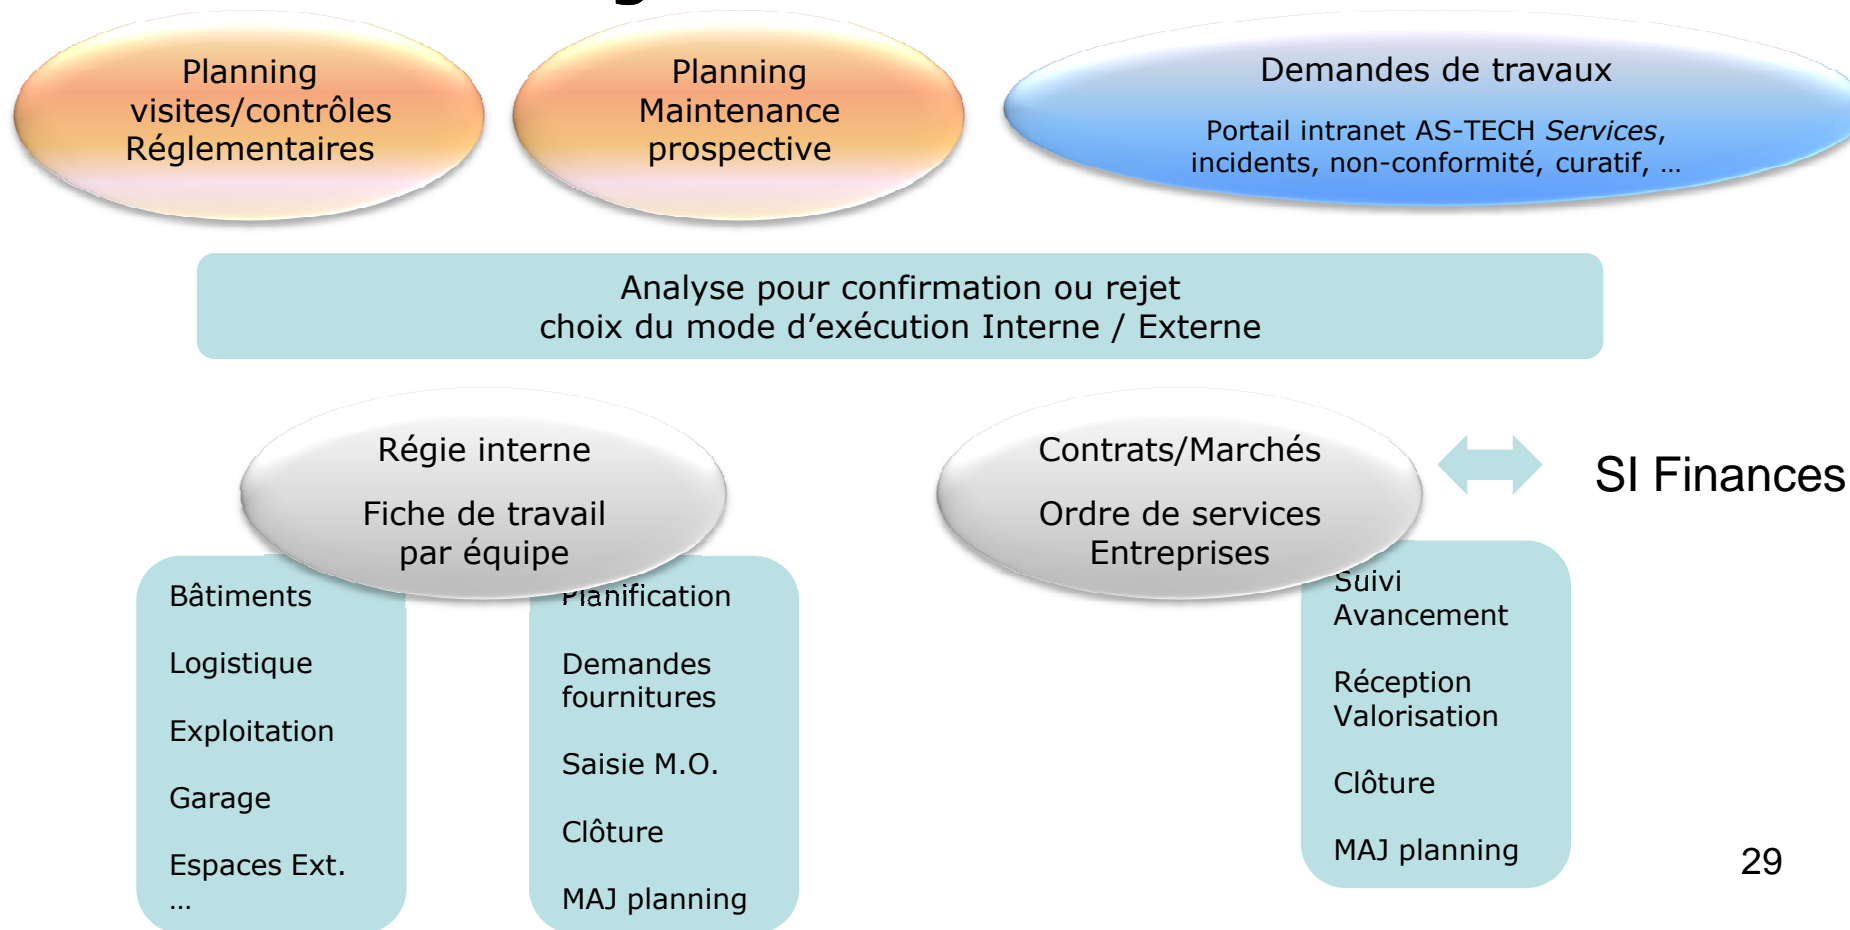 Planning
visites/contrôles
Réglementaires
Planning
Maintenance
prospective
Demandes de travaux
Portail intranet AS-TECH Services,
incidents, non-conformité, curatif, ...
Analyse pour confirmation ou rejet
choix du mode d’exécution Interne / Externe
Régie interne
Fiche de travail
par équipe
Contrats/Marchés
Ordre de services
Entreprises
SI Finances
Bâtiments
Logistique
Exploitation
Garage
Espaces Ext.
...
Planification
Demandes
fournitures
Saisie M.O.
Clôture
MAJ planning
Suivi
Avancement
Réception
Valorisation
Clôture
MAJ planning
29